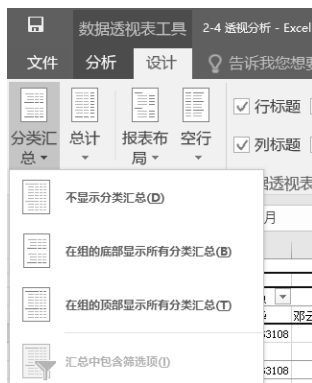 数据透视表工具 2-4 透视分析 - Excel
文件 分析 设计 告诉我您想要
分类汇总 总计 报表布局 空行
行标题
列标题
不显示分类汇总(D)
在组的底部显示所有分类汇总(B)
在组的顶部显示所有分类汇总(T)
汇总中包含筛选项(I)
透视表
月
邓云
3108
3108